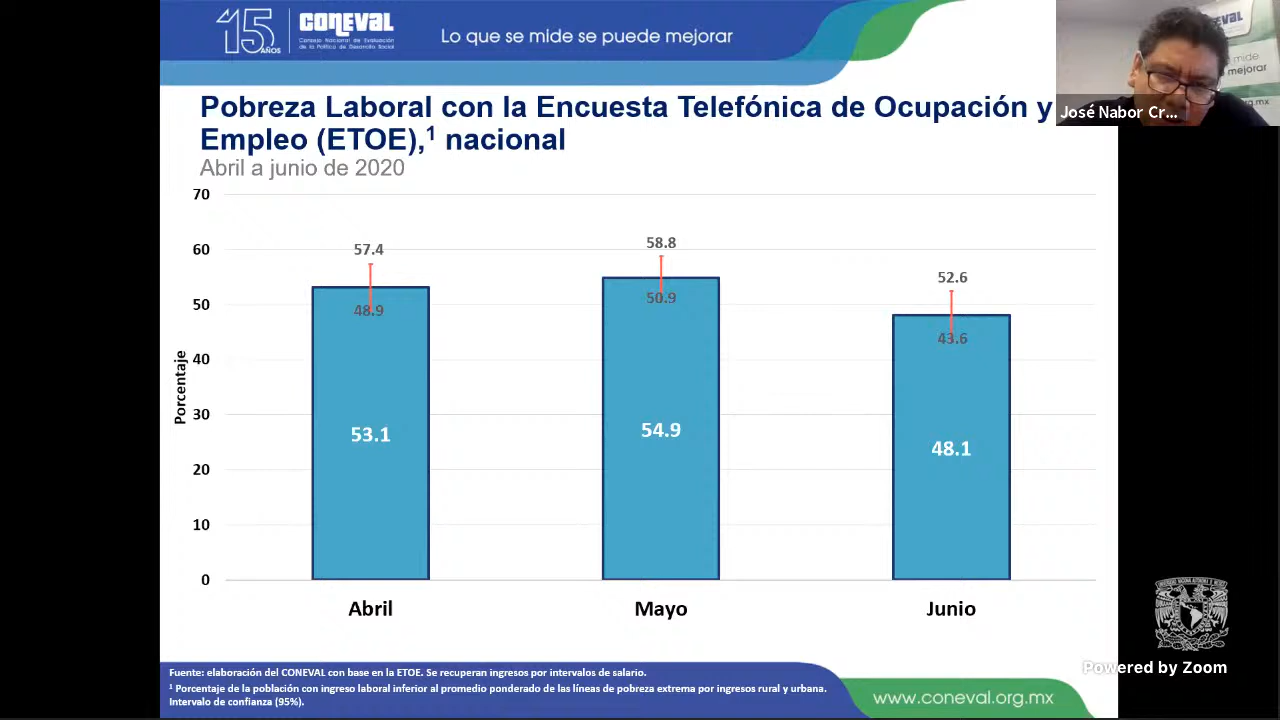 15 AÑOS
CONEVAL
Consejo Nacional de Evaluación
de la Política de Desarrollo Social
Lo que se mide se puede mejorar
José Nabor Cr...
Pobreza Laboral con la Encuesta Telefónica de Ocupación y
Empleo (ETOE),¹ nacional
Abril a junio de 2020
Porcentaje
70
60
50
40
30
20
10
0
57.4
48.9
53.1
58.8
50.9
54.9
52.6
43.6
48.1
Abril
Mayo
Junio
Fuente: elaboración del CONEVAL con base en la ETOE. Se recuperan ingresos por intervalos de salario.
¹ Porcentaje de la población con ingreso laboral inferior al promedio ponderado de las líneas de pobreza extrema por ingresos rural y urbana.
Intervalo de confianza (95%).
www.coneval.org.mx
Powered by Zoom